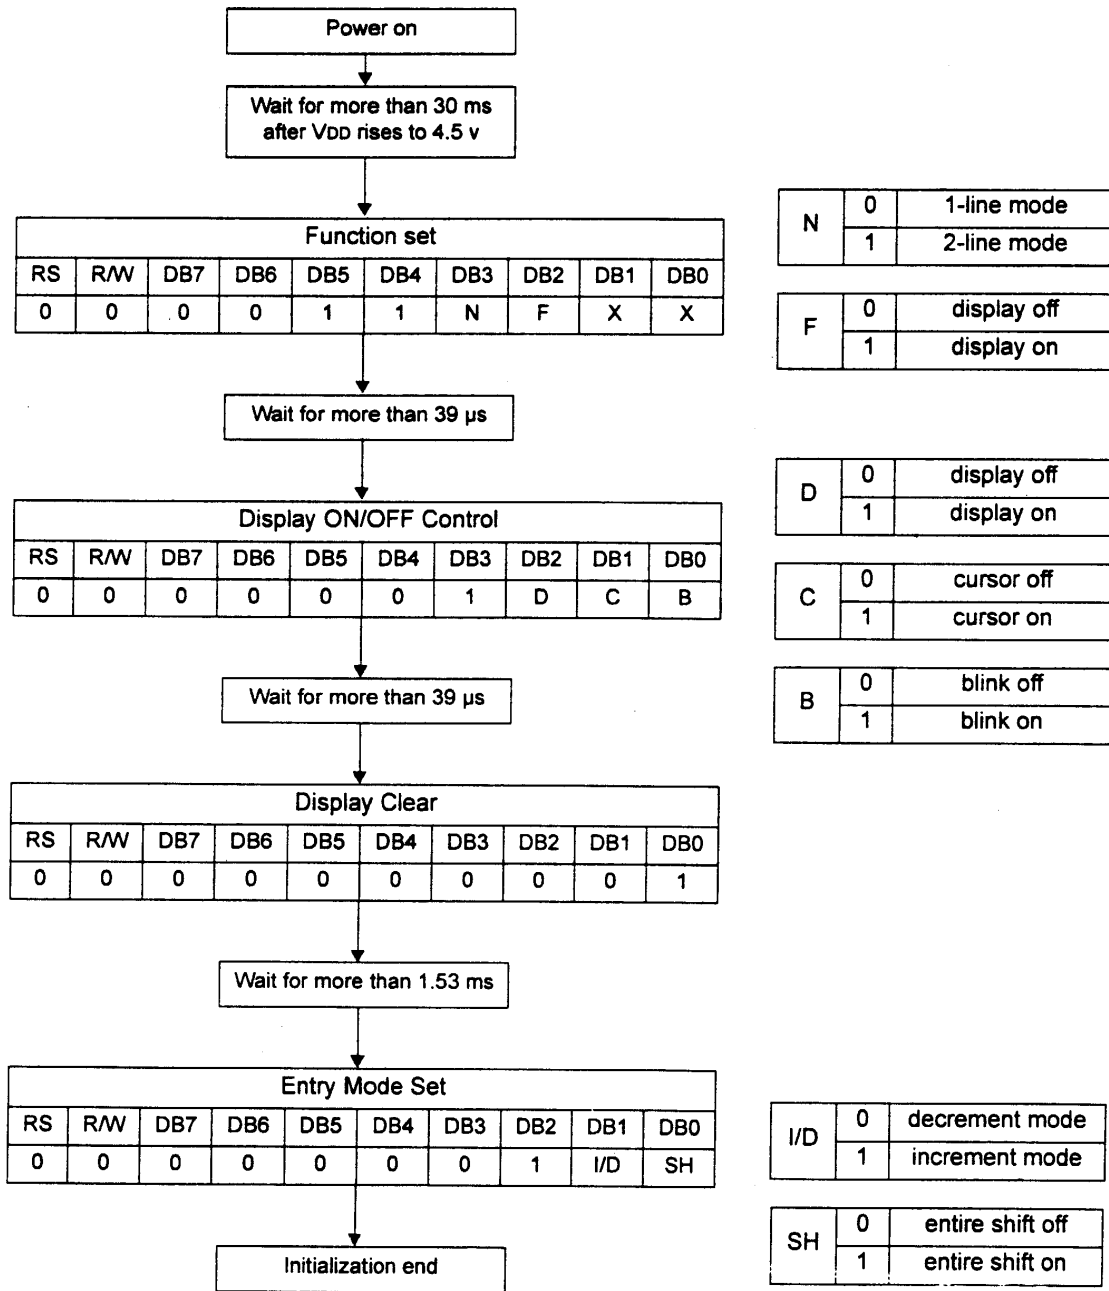 Power on
Wait for more than 30 ms
after VDD rises to 4.5 v
Function set
RS R/W DB7 DB6 DB5 DB4 DB3 DB2 DB1 DB0
0 0 0 0 1 1 N F X X
N 0 1-line mode
1 2-line mode
F 0 display off
1 display on
Wait for more than 39 µs
Display ON/OFF Control
RS R/W DB7 DB6 DB5 DB4 DB3 DB2 DB1 DB0
0 0 0 0 0 0 1 D C B
D 0 display off
1 display on
C 0 cursor off
1 cursor on
B 0 blink off
1 blink on
Wait for more than 39 µs
Display Clear
RS R/W DB7 DB6 DB5 DB4 DB3 DB2 DB1 DB0
0 0 0 0 0 0 0 0 0 1
Wait for more than 1.53 ms
Entry Mode Set
RS R/W DB7 DB6 DB5 DB4 DB3 DB2 DB1 DB0
0 0 0 0 0 0 0 1 I/D SH
I/D 0 decrement mode
1 increment mode
SH 0 entire shift off
1 entire shift on
Initialization end